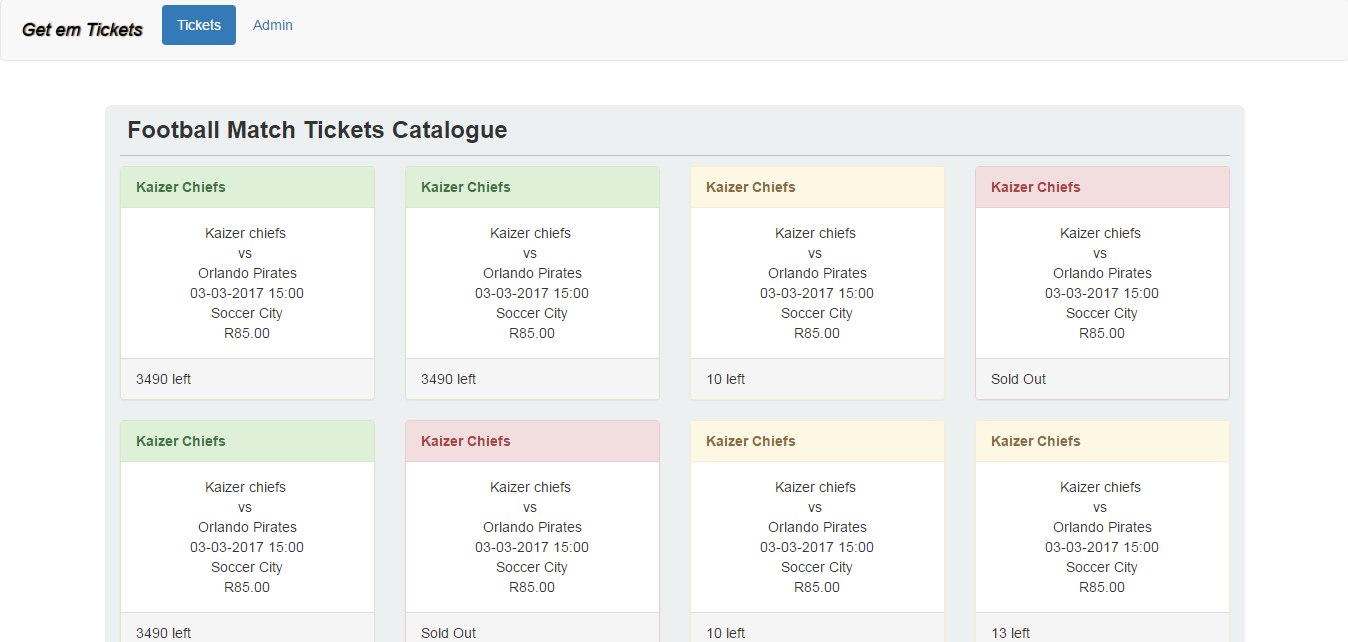 Get em Tickets
Tickets
Admin
Football Match Tickets Catalogue
Kaizer Chiefs
Kaizer chiefs
vs
Orlando Pirates
03-03-2017 15:00
Soccer City
R85.00
3490 left
Kaizer Chiefs
Kaizer chiefs
vs
Orlando Pirates
03-03-2017 15:00
Soccer City
R85.00
3490 left
Kaizer Chiefs
Kaizer chiefs
vs
Orlando Pirates
03-03-2017 15:00
Soccer City
R85.00
10 left
Kaizer Chiefs
Kaizer chiefs
vs
Orlando Pirates
03-03-2017 15:00
Soccer City
R85.00
Sold Out
Kaizer Chiefs
Kaizer chiefs
vs
Orlando Pirates
03-03-2017 15:00
Soccer City
R85.00
3490 left
Kaizer Chiefs
Kaizer chiefs
vs
Orlando Pirates
03-03-2017 15:00
Soccer City
R85.00
Sold Out
Kaizer Chiefs
Kaizer chiefs
vs
Orlando Pirates
03-03-2017 15:00
Soccer City
R85.00
10 left
Kaizer Chiefs
Kaizer chiefs
vs
Orlando Pirates
03-03-2017 15:00
Soccer City
R85.00
13 left